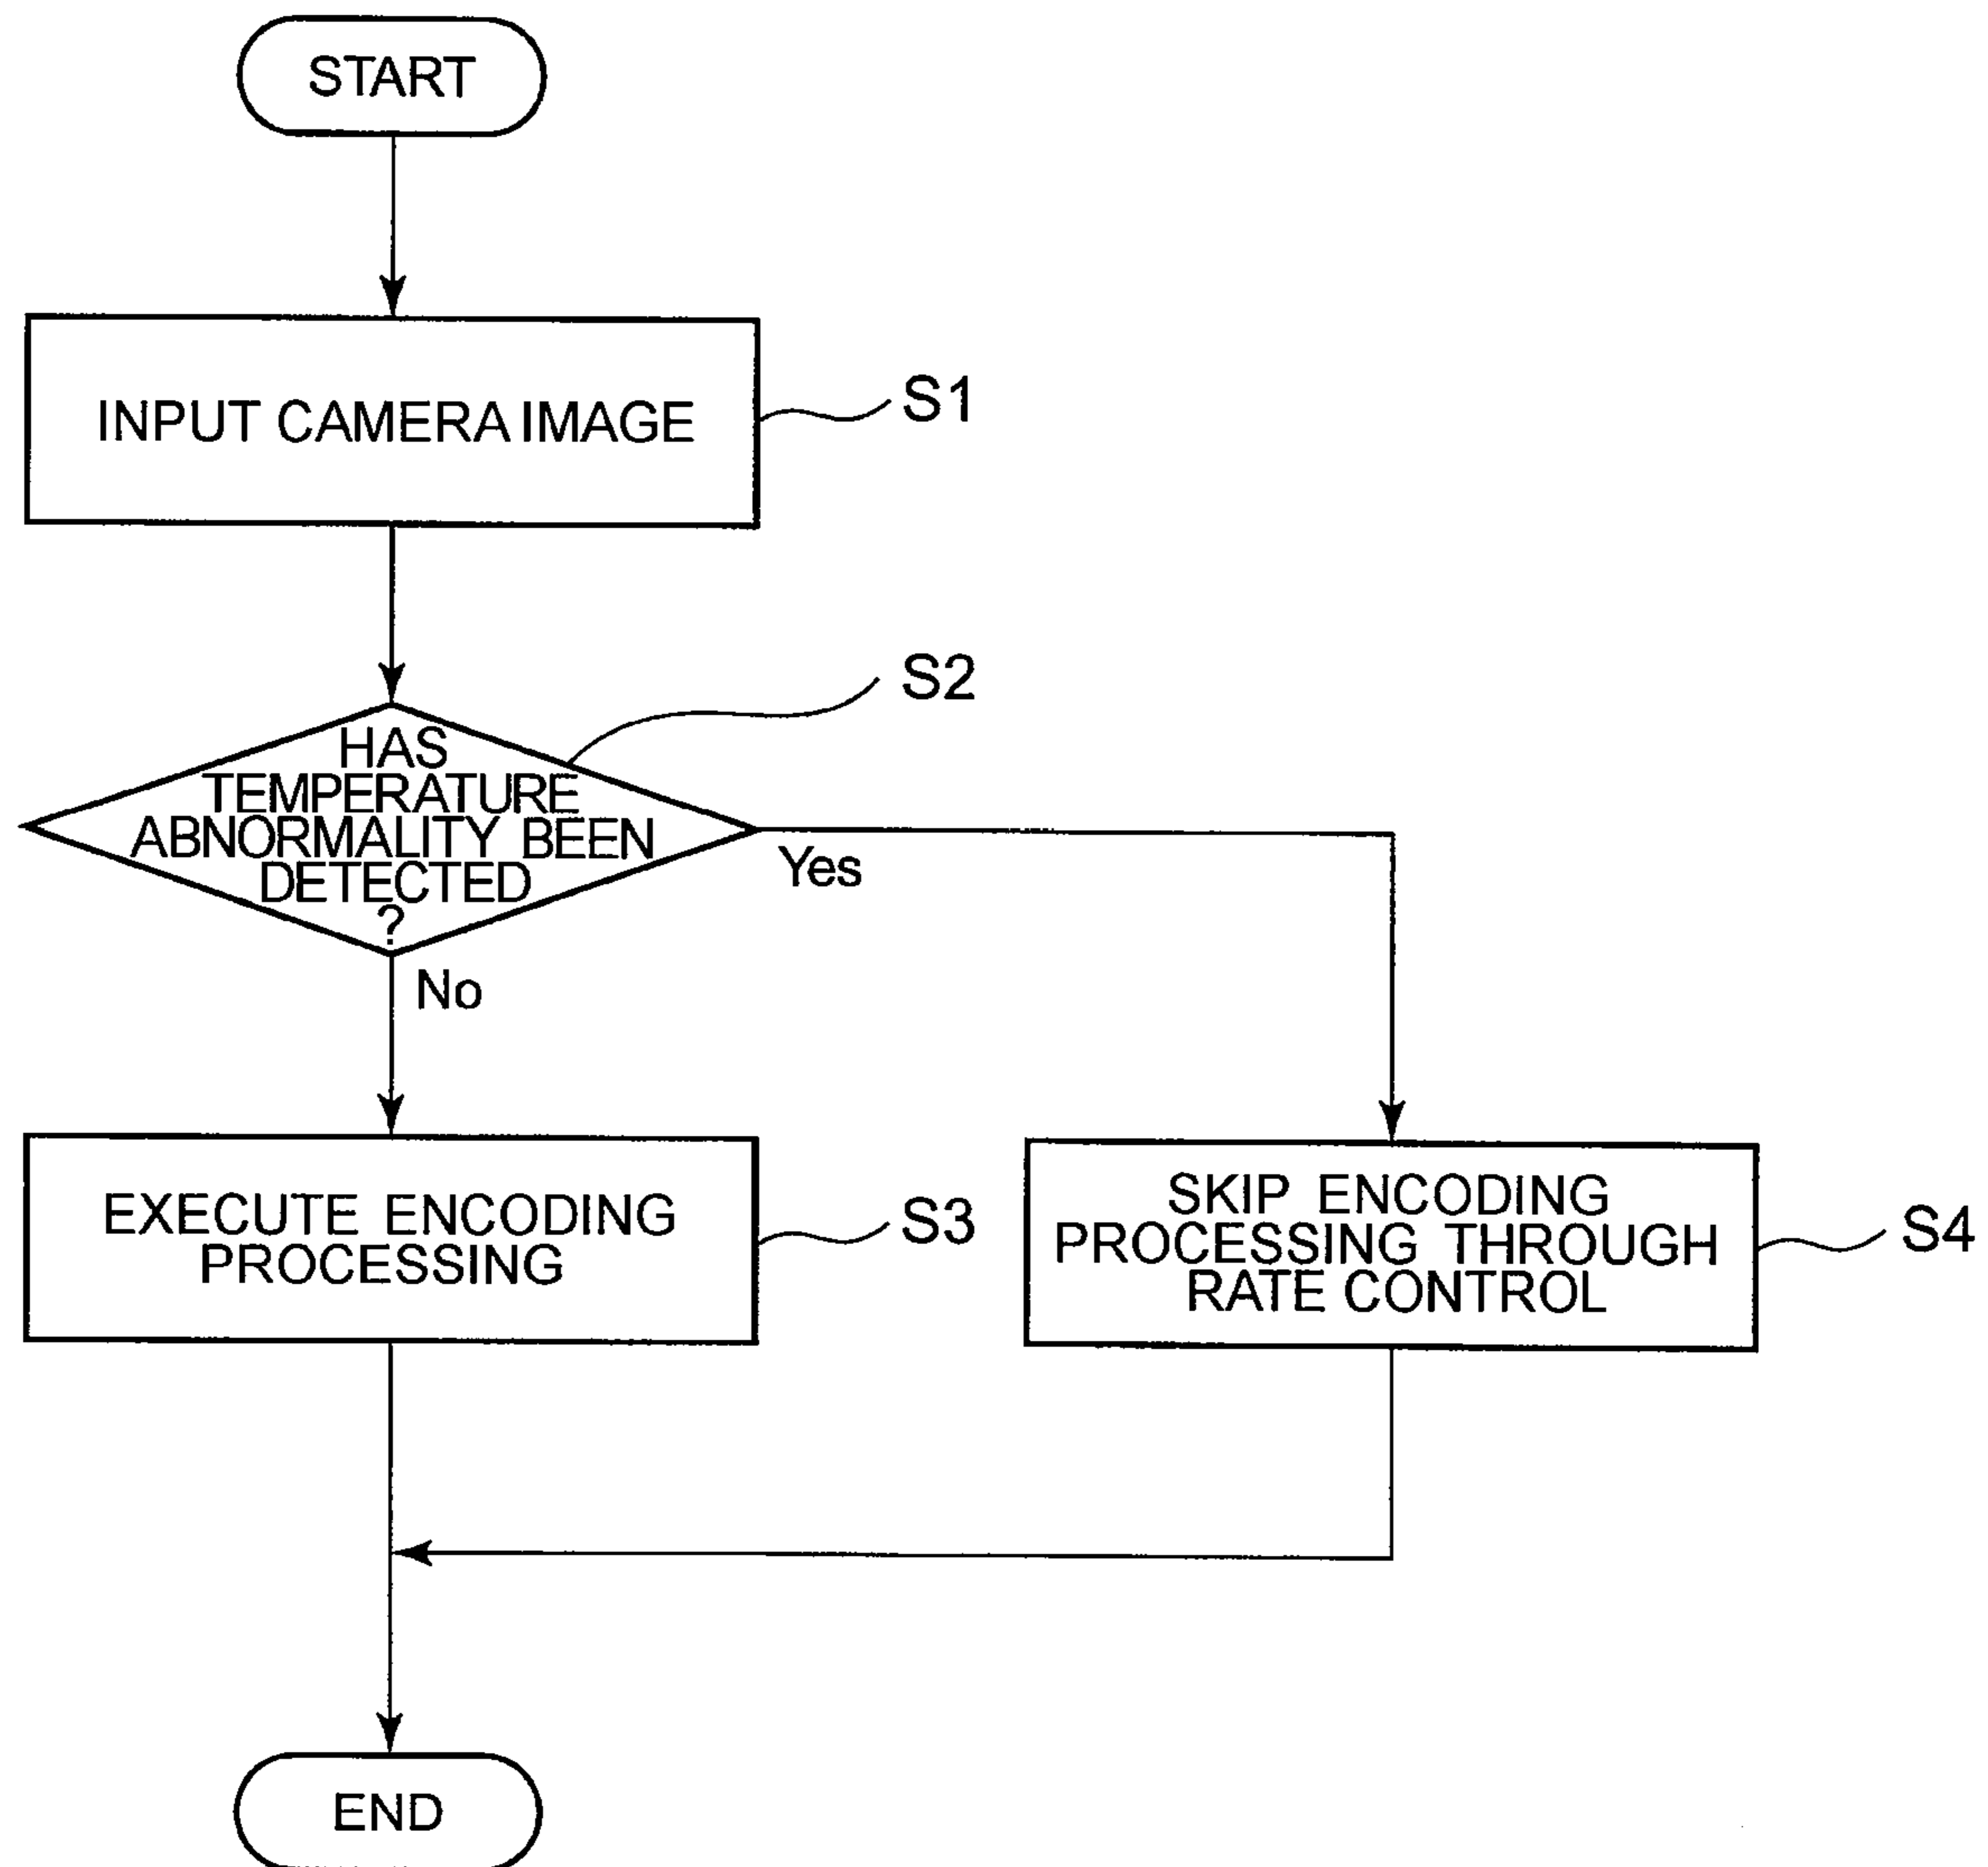 START
INPUT CAMERA IMAGE
S1
S2
HAS
TEMPERATURE
ABNORMALITY BEEN
DETECTED
?
Yes
No
EXECUTE ENCODING
PROCESSING
S3
SKIP ENCODING
PROCESSING THROUGH
RATE CONTROL
S4
END